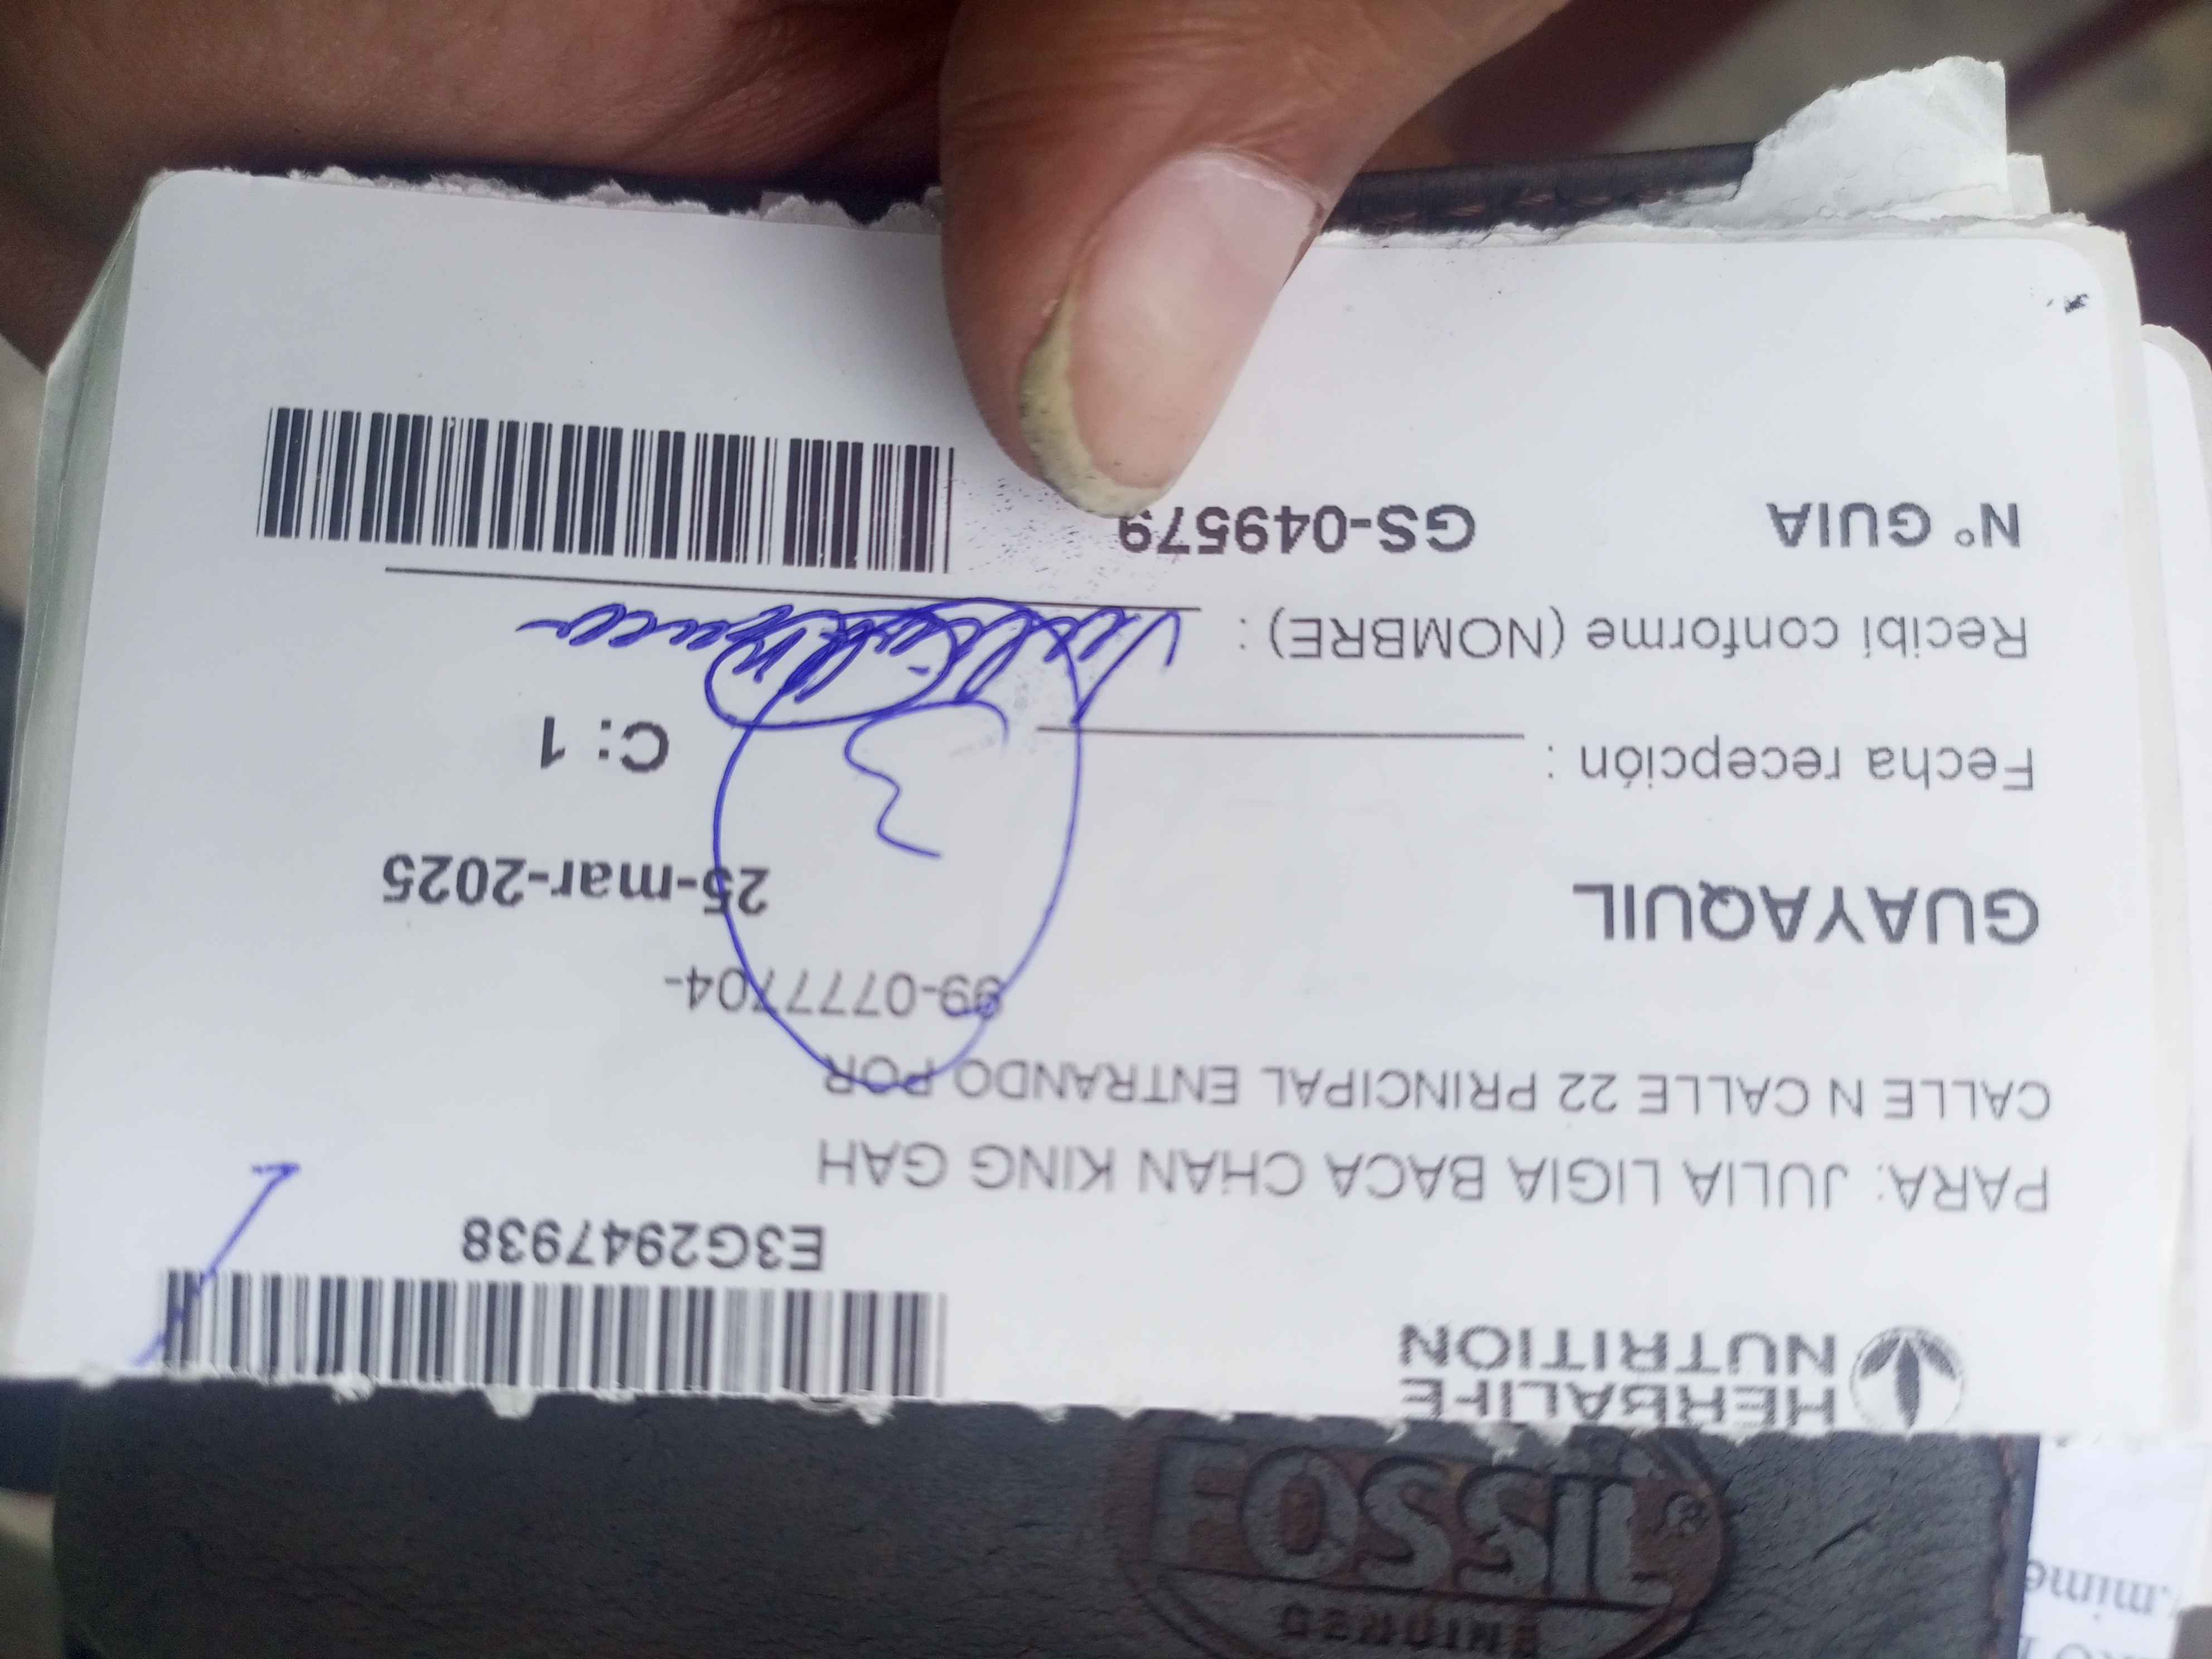 HERBALIFE
NUTRITION
E3G2947938
PARA: JULIA LIGIA BACA CHAN KING GAH
CALLE N CALLE 22 PRINCIPAL ENTRANDO POR
99-0777704-
GUAYAQUIL
25-mar-2025
Fecha recepción :
C: 1
Recibi conforme (NOMBRE) :
N° GUIA GS-049579
FOSSIL